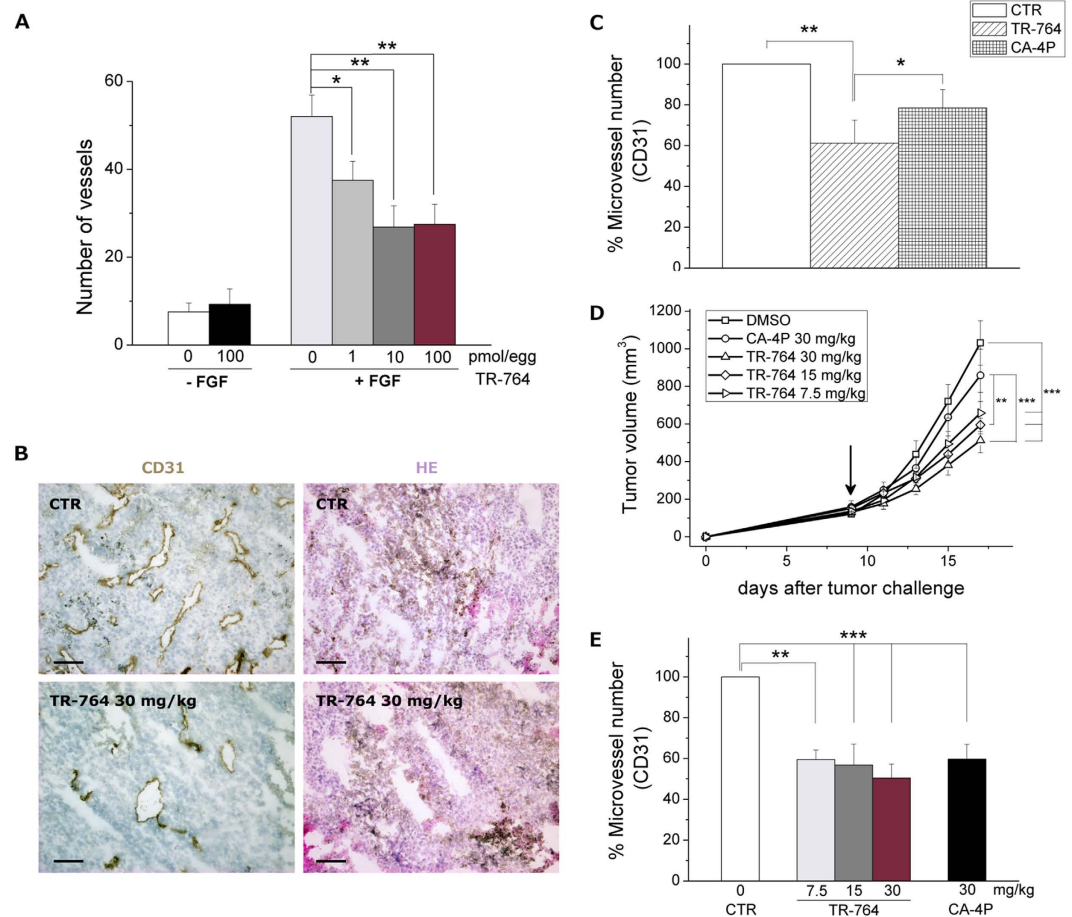 A
60
40
20
0
Number of vessels
** 
**
*
0 100 0 1 10 100 pmol/egg
- FGF + FGF TR-764
B
CD31 HE
CTR CTR
TR-764 30 mg/kg TR-764 30 mg/kg
C
CTR
TR-764
CA-4P
**
*
100
80
60
40
20
0
% Microvessel number
(CD31)
D
DMSO
CA-4P 30 mg/kg
TR-764 30 mg/kg
TR-764 15 mg/kg
TR-764 7.5 mg/kg
1000
800
600
400
200
0
Tumor volume (mm³)
** *** ***
0 5 10 15 20
days after tumor challenge
E
***
**
100
80
60
40
20
0
% Microvessel number
(CD31)
0 7.5 15 30 30 mg/kg
CTR TR-764 CA-4P